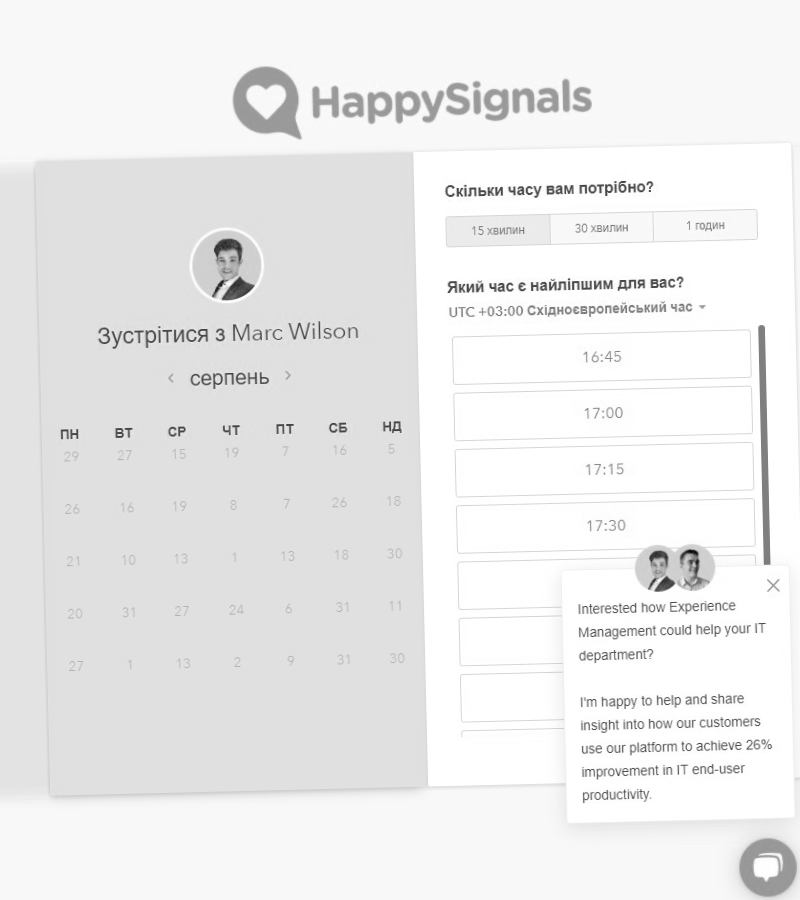 HappySignals
Зустрітися з Marc Wilson
серпень
ПН ВТ СР ЧТ ПТ СБ НД
29 27 15 19 7 16 5
26 16 19 8 7 26 18
21 10 13 1 13 18 30
20 31 27 24 6 31 11
27 1 13 2 9 31 30
Скільки часу вам потрібно?
15 хвилин 30 хвилин 1 годин
Який час є найліпшим для вас?
UTC +03:00 Східноєвропейський час
16:45
17:00
17:15
17:30
Interested how Experience
Management could help your IT
department?
I'm happy to help and share
insight into how our customers
use our platform to achieve 26%
improvement in IT end-user
productivity.